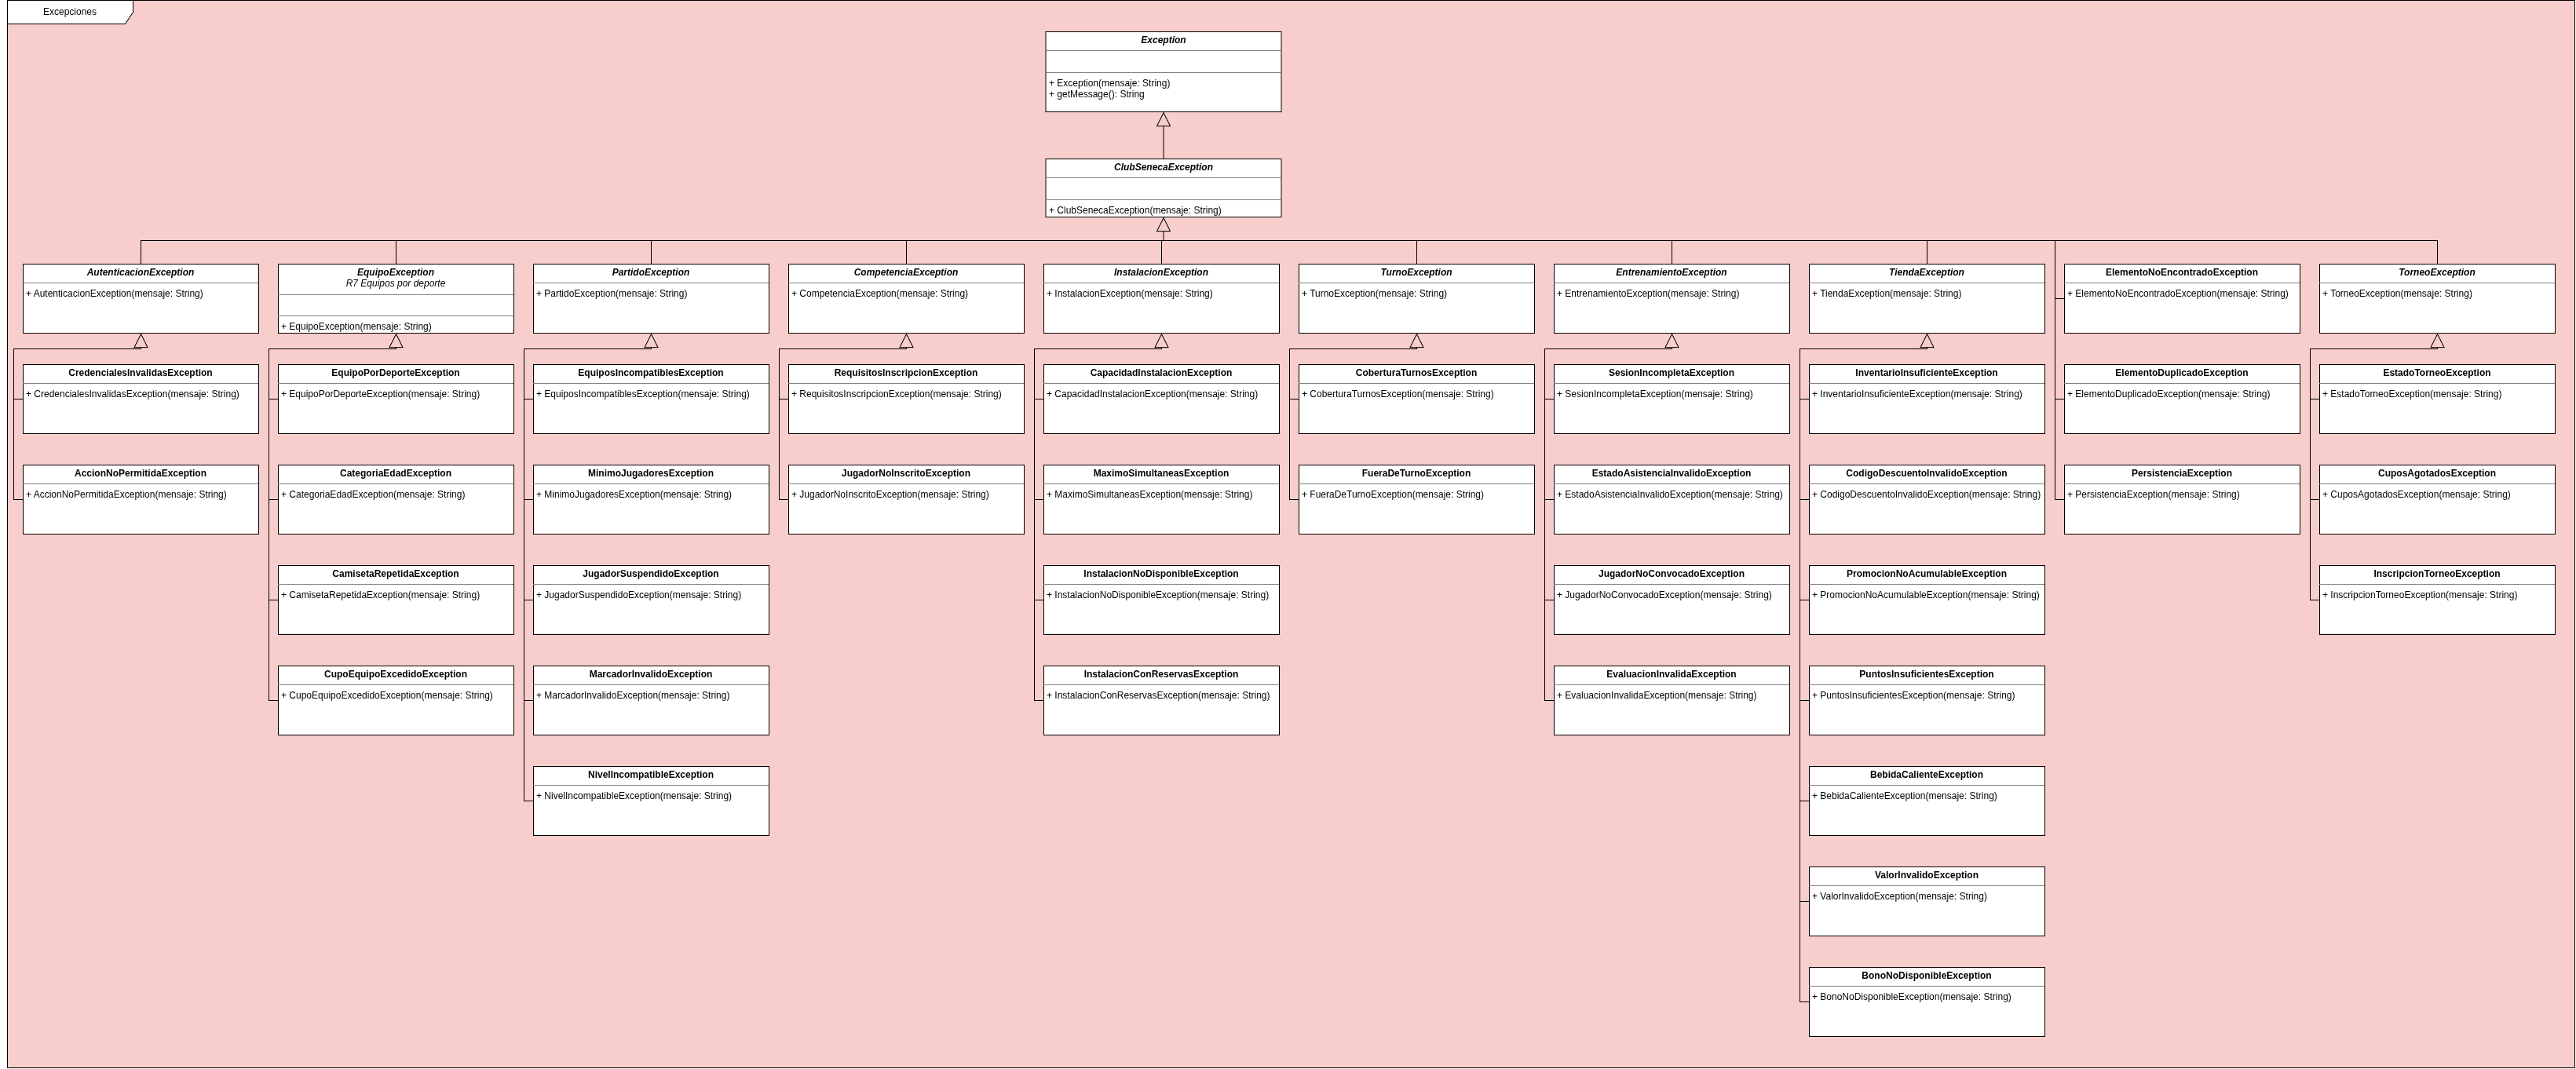 Excepciones
Exception
+ Exception(mensaje: String)
+ getMessage(): String
ClubSenecaException
+ ClubSenecaException(mensaje: String)
AutenticacionException
+ AutenticacionException(mensaje: String)
CredencialesInvalidasException
+ CredencialesInvalidasException(mensaje: String)
AccionNoPermitidaException
+ AccionNoPermitidaException(mensaje: String)
EquipoException
R7 Equipos por deporte
+ EquipoException(mensaje: String)
EquipoPorDeporteException
+ EquipoPorDeporteException(mensaje: String)
CategoriaEdadException
+ CategoriaEdadException(mensaje: String)
CamisetaRepetidaException
+ CamisetaRepetidaException(mensaje: String)
CupoEquipoExcedidoException
+ CupoEquipoExcedidoException(mensaje: String)
PartidoException
+ PartidoException(mensaje: String)
EquiposIncompatiblesException
+ EquiposIncompatiblesException(mensaje: String)
MinimoJugadoresException
+ MinimoJugadoresException(mensaje: String)
JugadorSuspendidoException
+ JugadorSuspendidoException(mensaje: String)
MarcadorInvalidoException
+ MarcadorInvalidoException(mensaje: String)
NivelIncompatibleException
+ NivelIncompatibleException(mensaje: String)
CompetenciaException
+ CompetenciaException(mensaje: String)
RequisitosInscripcionException
+ RequisitosInscripcionException(mensaje: String)
JugadorNoInscritoException
+ JugadorNoInscritoException(mensaje: String)
InstalacionException
+ InstalacionException(mensaje: String)
CapacidadInstalacionException
+ CapacidadInstalacionException(mensaje: String)
MaximoSimultaneasException
+ MaximoSimultaneasException(mensaje: String)
InstalacionNoDisponibleException
+ InstalacionNoDisponibleException(mensaje: String)
InstalacionConReservasException
+ InstalacionConReservasException(mensaje: String)
TurnoException
+ TurnoException(mensaje: String)
CoberturaTurnosException
+ CoberturaTurnosException(mensaje: String)
FueraDeTurnoException
+ FueraDeTurnoException(mensaje: String)
EntrenamientoException
+ EntrenamientoException(mensaje: String)
SesionIncompletaException
+ SesionIncompletaException(mensaje: String)
EstadoAsistenciaInvalidoException
+ EstadoAsistenciaInvalidoException(mensaje: String)
JugadorNoConvocadoException
+ JugadorNoConvocadoException(mensaje: String)
EvaluacionInvalidaException
+ EvaluacionInvalidaException(mensaje: String)
TiendaException
+ TiendaException(mensaje: String)
InventarioInsuficienteException
+ InventarioInsuficienteException(mensaje: String)
CodigoDescuentoInvalidoException
+ CodigoDescuentoInvalidoException(mensaje: String)
PromocionNoAcumulableException
+ PromocionNoAcumulableException(mensaje: String)
PuntosInsuficientesException
+ PuntosInsuficientesException(mensaje: String)
BebidaCalienteException
+ BebidaCalienteException(mensaje: String)
ValorInvalidoException
+ ValorInvalidoException(mensaje: String)
BonoNoDisponibleException
+ BonoNoDisponibleException(mensaje: String)
ElementoNoEncontradoException
+ ElementoNoEncontradoException(mensaje: String)
ElementoDuplicadoException
+ ElementoDuplicadoException(mensaje: String)
PersistenciaException
+ PersistenciaException(mensaje: String)
TorneoException
+ TorneoException(mensaje: String)
EstadoTorneoException
+ EstadoTorneoException(mensaje: String)
CuposAgotadosException
+ CuposAgotadosException(mensaje: String)
InscripcionTorneoException
+ InscripcionTorneoException(mensaje: String)